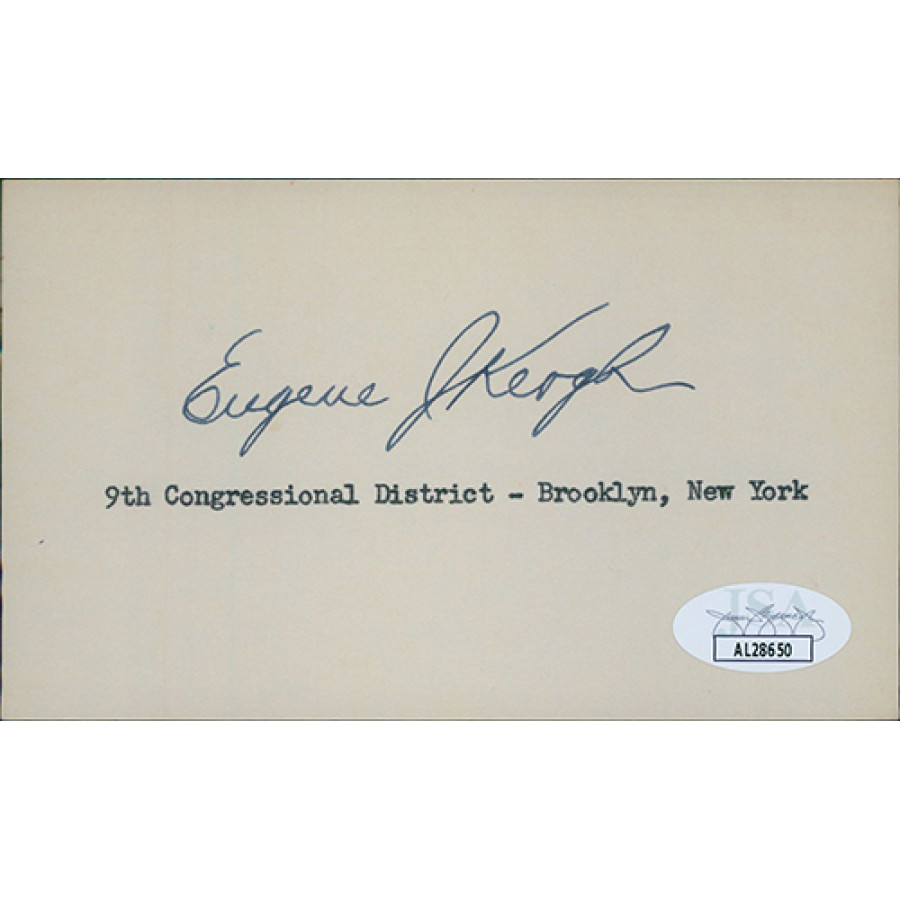 Eugene J Keogh
9th Congressional District - Brooklyn, New York
JSA
AL28650